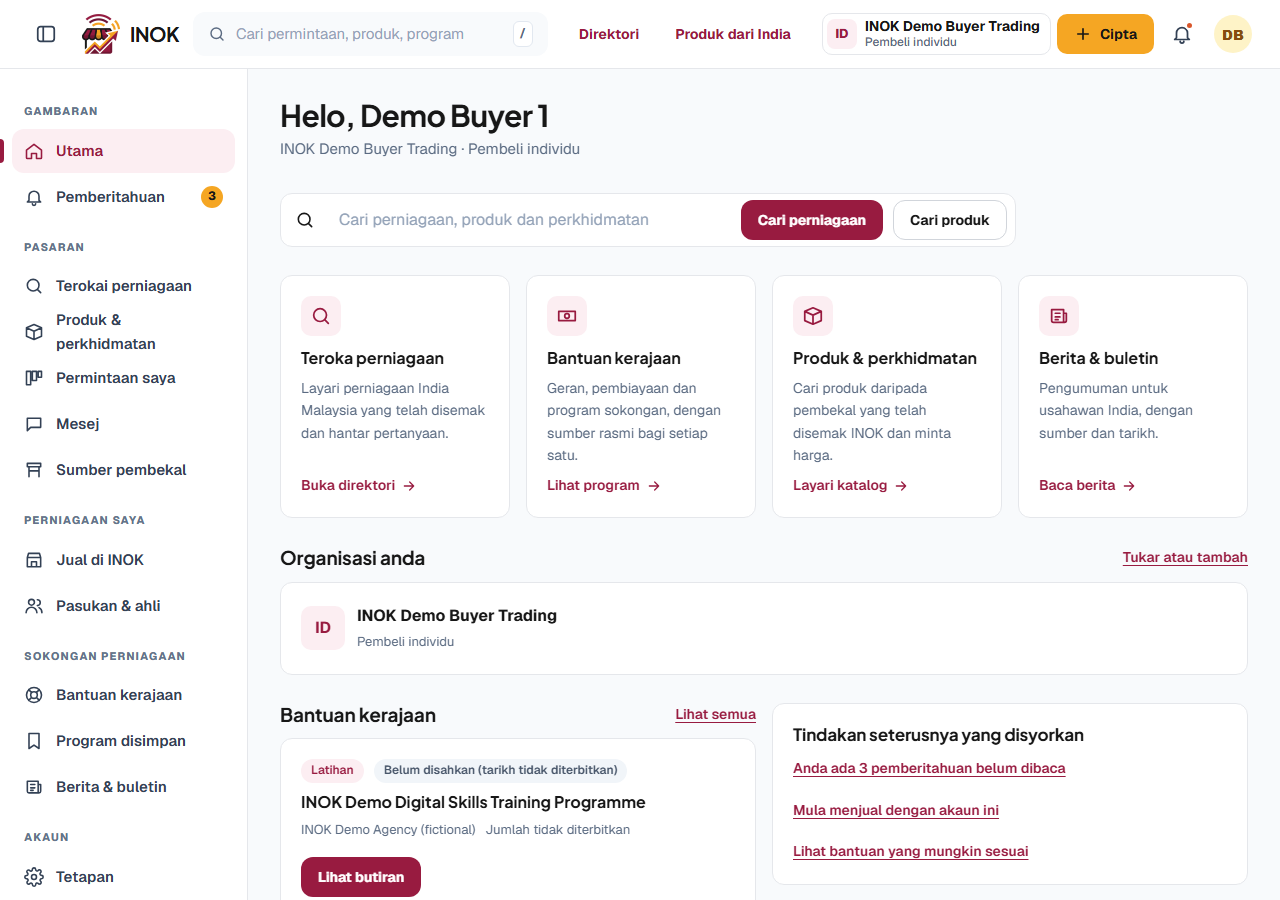 INOK
Cari permintaan, produk, program
/
Direktori
Produk dari India
ID
INOK Demo Buyer Trading
Pembeli individu
Cipta
DB
GAMBARAN
Utama
Pemberitahuan
3
PASARAN
Terokai perniagaan
Produk &
perkhidmatan
Permintaan saya
Mesej
Sumber pembekal
PERNIAGAAN SAYA
Jual di INOK
Pasukan & ahli
SOKONGAN PERNIAGAAN
Bantuan kerajaan
Program disimpan
Berita & buletin
AKAUN
Tetapan
Helo, Demo Buyer 1
INOK Demo Buyer Trading · Pembeli individu
Cari perniagaan, produk dan perkhidmatan
Cari perniagaan
Cari produk
Teroka perniagaan
Layari perniagaan India
Malaysia yang telah disemak
dan hantar pertanyaan.
Buka direktori →
Bantuan kerajaan
Geran, pembiayaan dan
program sokongan, dengan
sumber rasmi bagi setiap
satu.
Lihat program →
Produk & perkhidmatan
Cari produk daripada
pembekal yang telah
disemak INOK dan minta
harga.
Layari katalog →
Berita & buletin
Pengumuman untuk
usahawan India, dengan
sumber dan tarikh.
Baca berita →
Organisasi anda
Tukar atau tambah
ID
INOK Demo Buyer Trading
Pembeli individu
Bantuan kerajaan
Lihat semua
Latihan
Belum disahkan (tarikh tidak diterbitkan)
INOK Demo Digital Skills Training Programme
INOK Demo Agency (fictional) Jumlah tidak diterbitkan
Lihat butiran
Tindakan seterusnya yang disyorkan
Anda ada 3 pemberitahuan belum dibaca
Mula menjual dengan akaun ini
Lihat bantuan yang mungkin sesuai